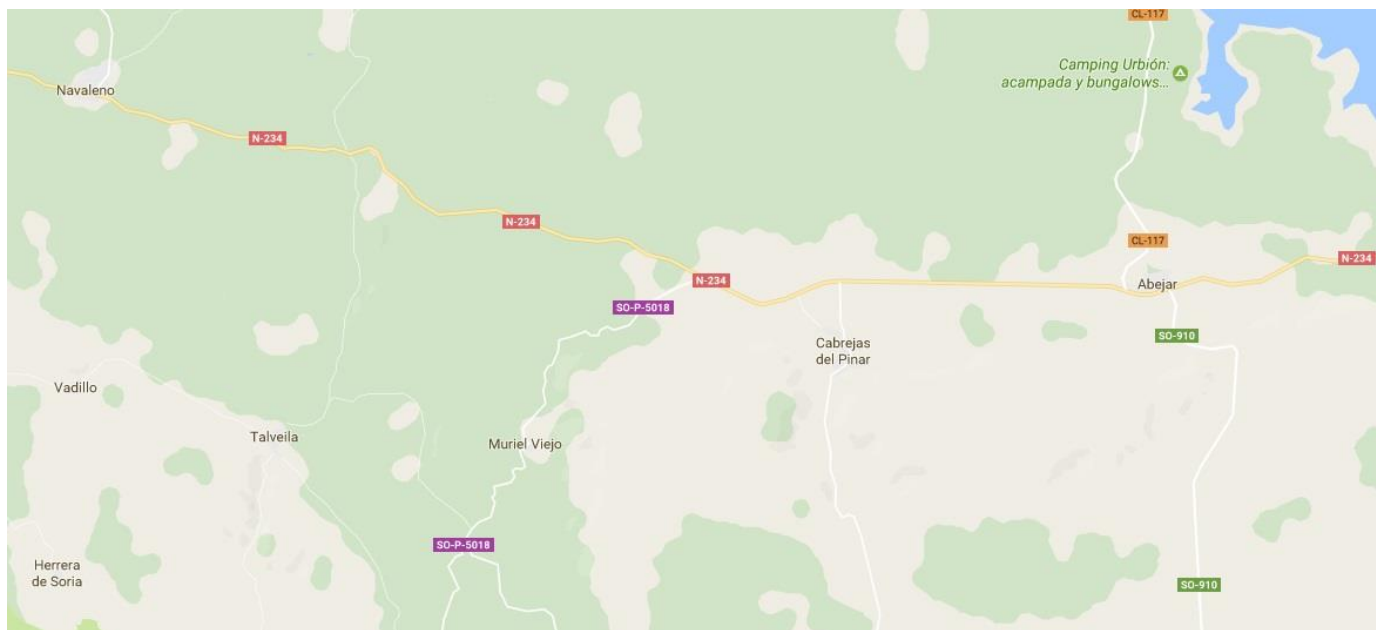 CL-117
Camping Urbión:
acampada y bungalows...
Navaleno
N-234
N-234
CL-117
N-234
N-234
Abejar
SO-P-5018
SO-910
Cabrejas
del Pinar
Vadillo
Talveila
Muriel Viejo
SO-P-5018
Herrera
de Soria
SO-910